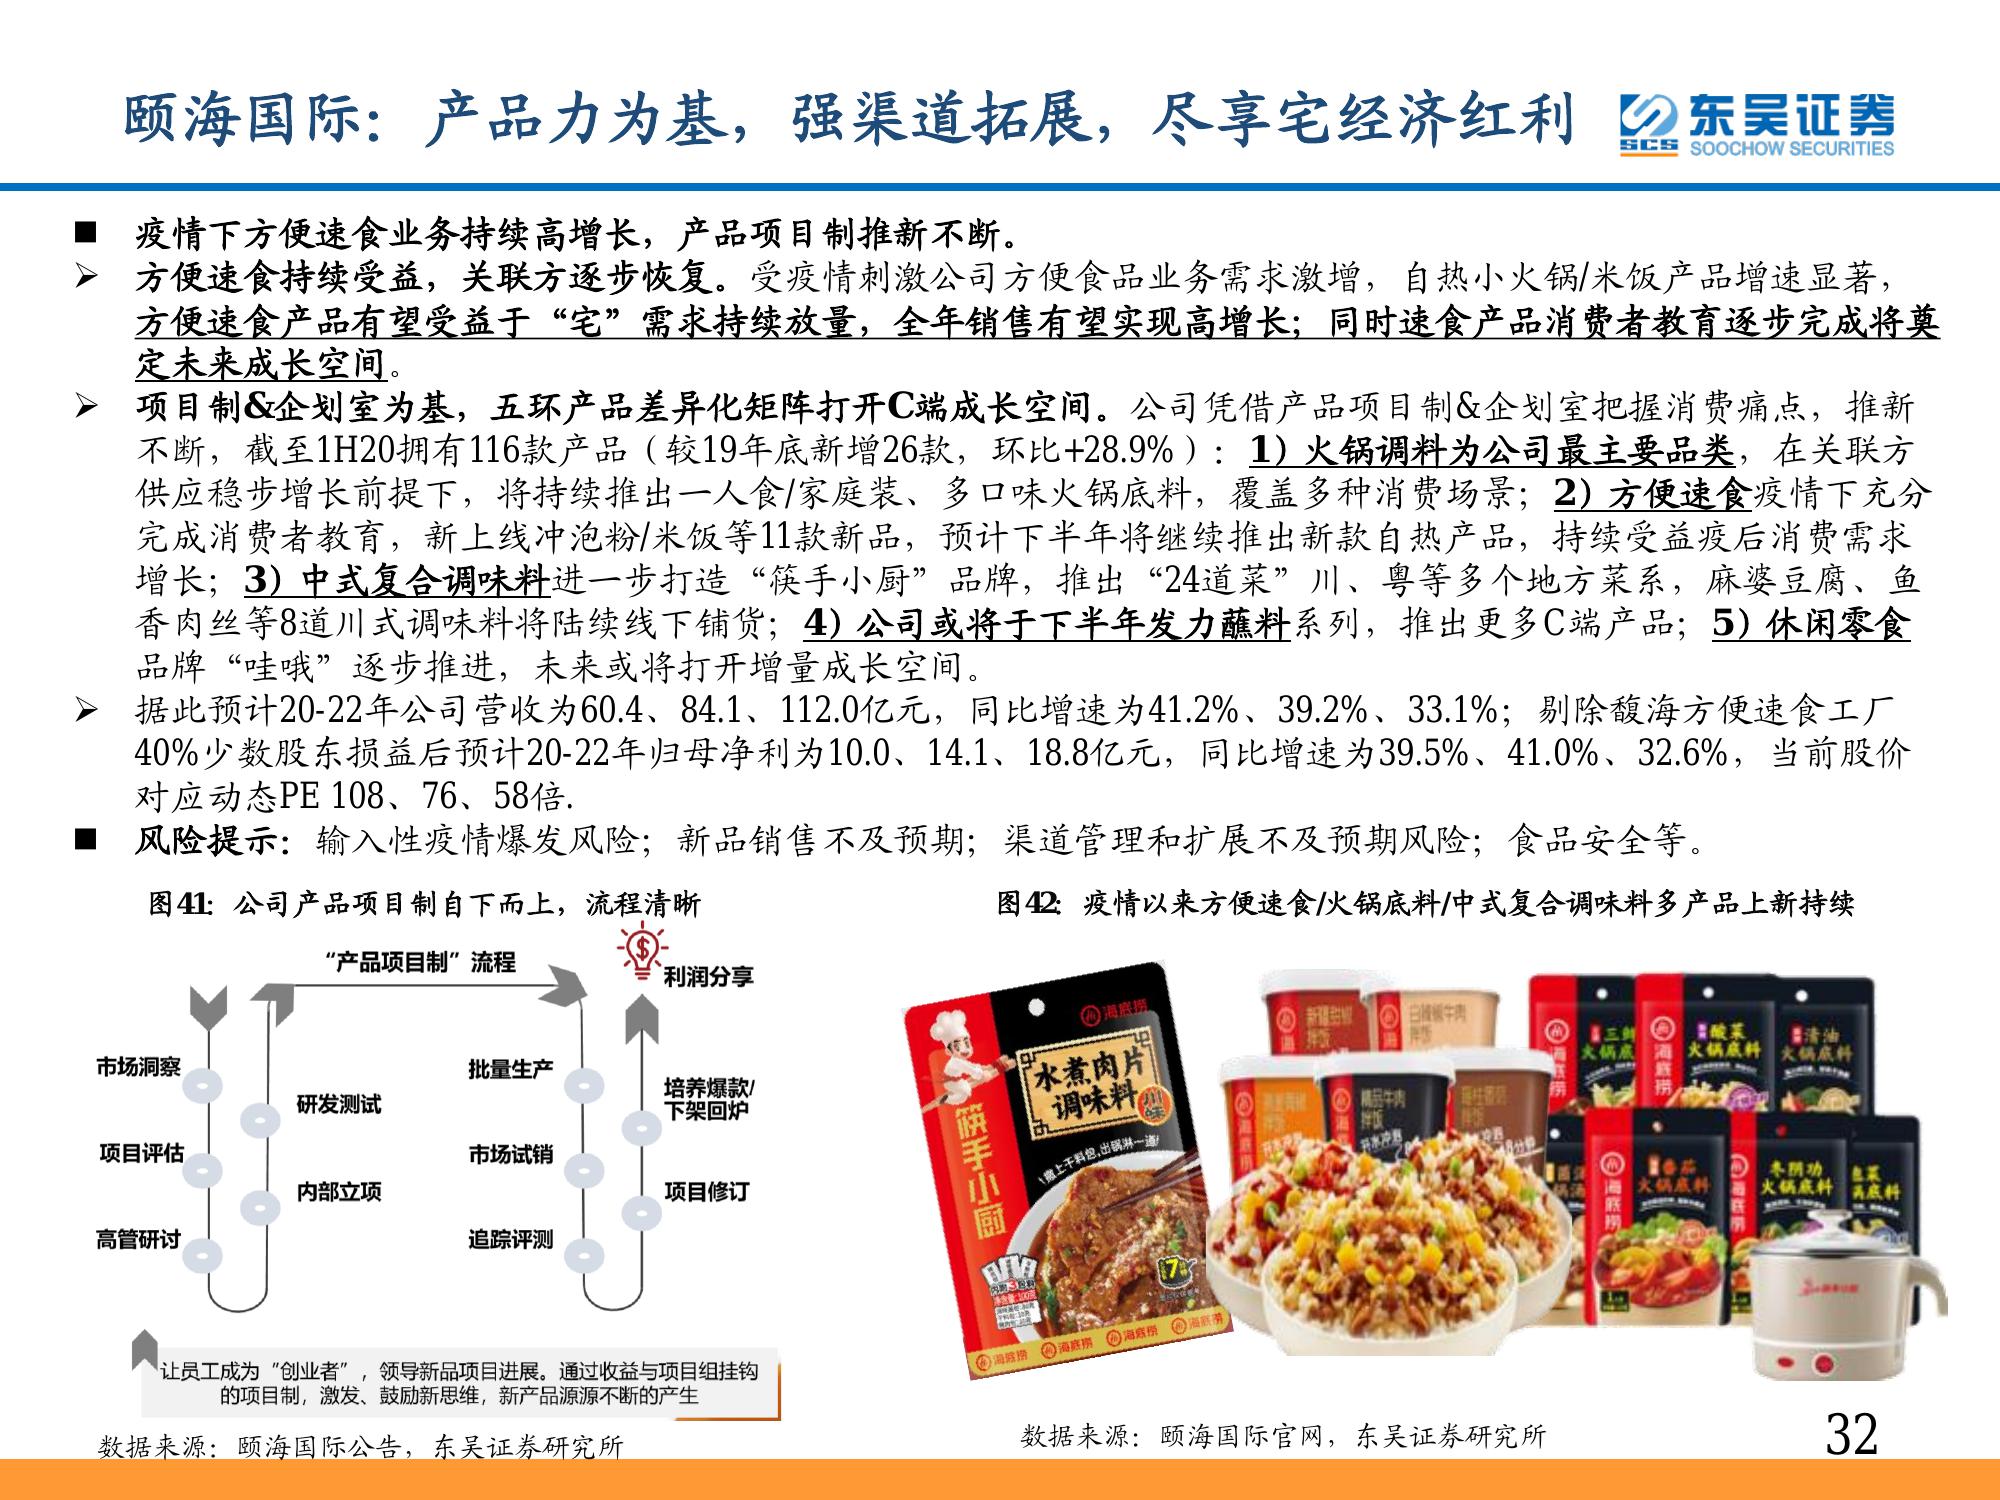 颐海国际：产品力为基，强渠道拓展，尽享宅经济红利
SCS
东吴证券
SOOCHOW SECURITIES
■ 疫情下方便速食业务持续高增长，产品项目制推新不断。
➢ 方便速食持续受益，关联方逐步恢复。受疫情刺激公司方便食品业务需求激增，自热小火锅/米饭产品增速显著，
方便速食产品有望受益于“宅”需求持续放量，全年销售有望实现高增长；同时速食产品消费者教育逐步完成将奠
定未来成长空间。
➢ 项目制&企划室为基，五环产品差异化矩阵打开C端成长空间。公司凭借产品项目制&企划室把握消费痛点，推新
不断，截至1H20拥有116款产品（较19年底新增26款，环比+28.9%）：1）火锅调料为公司最主要品类，在关联方
供应稳步增长前提下，将持续推出一人食/家庭装、多口味火锅底料，覆盖多种消费场景；2）方便速食疫情下充分
完成消费者教育，新上线冲泡粉/米饭等11款新品，预计下半年将继续推出新款自热产品，持续受益疫后消费需求
增长；3）中式复合调味料进一步打造“筷手小厨”品牌，推出“24道菜”川、粤等多个地方菜系，麻婆豆腐、鱼
香肉丝等8道川式调味料将陆续线下铺货；4）公司或将于下半年发力蘸料系列，推出更多C端产品；5）休闲零食
品牌“哇哦”逐步推进，未来或将打开增量成长空间。
➢ 据此预计20-22年公司营收为60.4、84.1、112.0亿元，同比增速为41.2%、39.2%、33.1%；剔除馥海方便速食工厂
40%少数股东损益后预计20-22年归母净利为10.0、14.1、18.8亿元，同比增速为39.5%、41.0%、32.6%，当前股价
对应动态PE 108、76、58倍.
■ 风险提示：输入性疫情爆发风险；新品销售不及预期；渠道管理和扩展不及预期风险；食品安全等。
图41：公司产品项目制自下而上，流程清晰
“产品项目制”流程
利润分享
市场洞察
项目评估
高管研讨
研发测试
内部立项
批量生产
市场试销
追踪评测
培养爆款/
下架回炉
项目修订
让员工成为“创业者”，领导新品项目进展。通过收益与项目组挂钩
的项目制，激发、鼓励新思维，新产品源源不断的产生
数据来源：颐海国际公告，东吴证券研究所
图42：疫情以来方便速食/火锅底料/中式复合调味料多产品上新持续
海底捞
水煮肉片
调味料
川味
筷手小厨
海底捞
海底捞
海底捞
海底捞
白辣椒牛肉
拌饭
精品牛肉
拌饭
海底捞
酸菜
火锅底料
清油
火锅底料
海底捞
番茄
火锅底料
海底捞
冬阴功
火锅底料
数据来源：颐海国际官网，东吴证券研究所
32